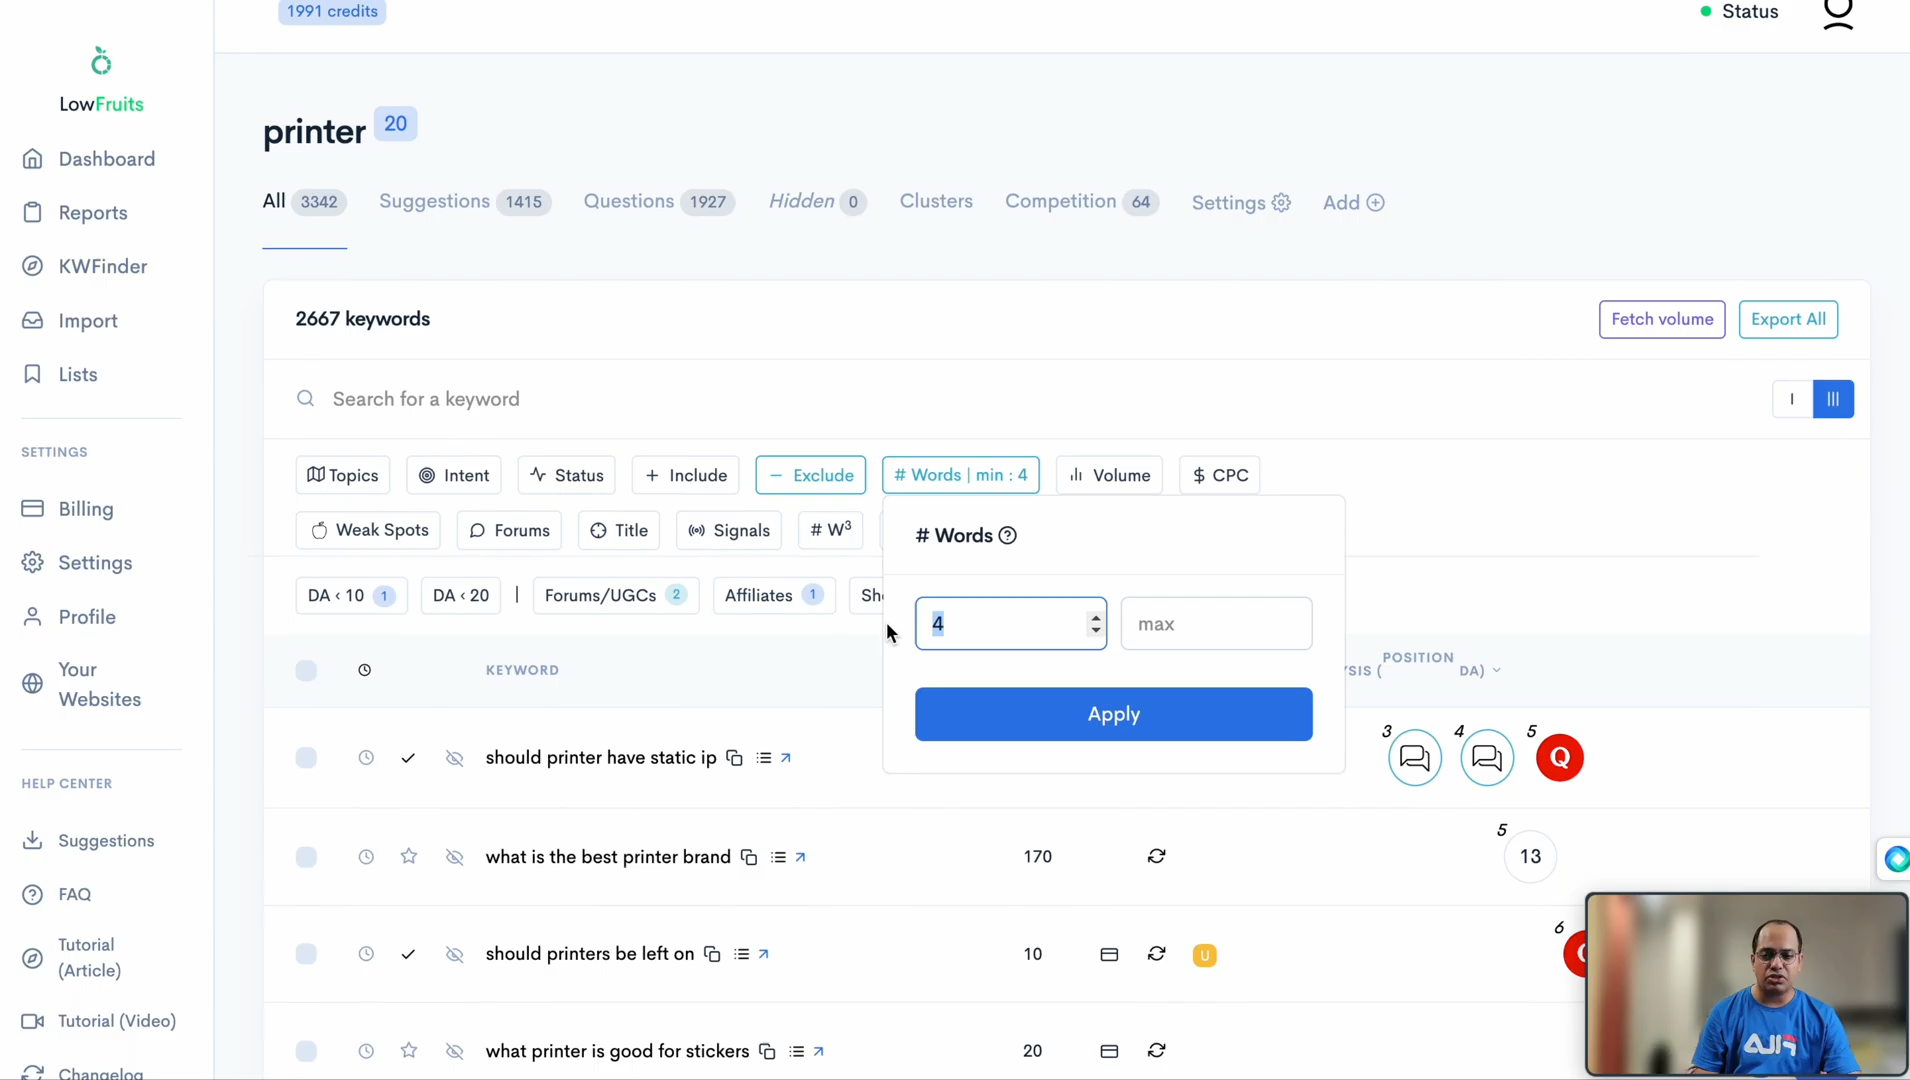 1991 credits
Status
LowFruits
Dashboard
Reports
KWFinder
Import
Lists
SETTINGS
Billing
Settings
Profile
Your
Websites
HELP CENTER
Suggestions
FAQ
Tutorial
(Article)
Tutorial (Video)
Changelog
printer 20
All 3342 Suggestions 1415 Questions 1927 Hidden 0 Clusters Competition 64 Settings Add
2667 keywords
Fetch volume Export All
Search for a keyword
Topics Intent Status + Include − Exclude # Words | min : 4 Volume $ CPC
Weak Spots Forums Title Signals # W³
DA < 10 1 DA < 20 | Forums/UGCs 2 Affiliates 1
# Words ?
4 max
Apply
KEYWORD POSITION
DA)
should printer have static ip 3 4 5 Q
what is the best printer brand 170 5 13
should printers be left on 10 U 6
what printer is good for stickers 20
FILA